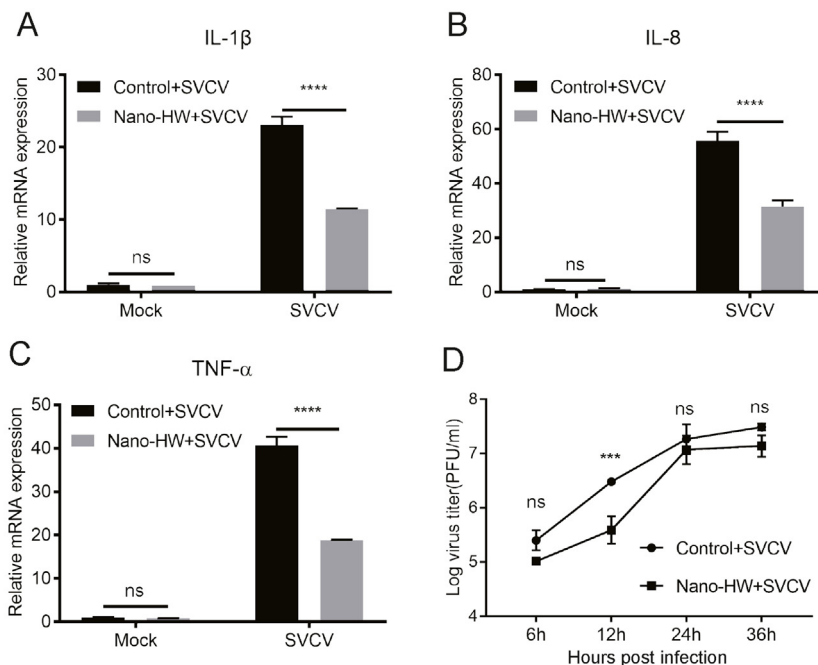 A
IL-1β
Relative mRNA expression
30
20
10
0
Control+SVCV
Nano-HW+SVCV
****
ns
Mock
SVCV
B
IL-8
Relative mRNA expression
80
60
40
20
0
Control+SVCV
Nano-HW+SVCV
****
ns
Mock
SVCV
C
TNF-α
Relative mRNA expression
50
40
30
20
10
0
Control+SVCV
Nano-HW+SVCV
****
ns
Mock
SVCV
D
Log virus titer(PFU/ml)
8
7
6
5
4
ns
***
ns
ns
Control+SVCV
Nano-HW+SVCV
6h
12h
24h
36h
Hours post infection